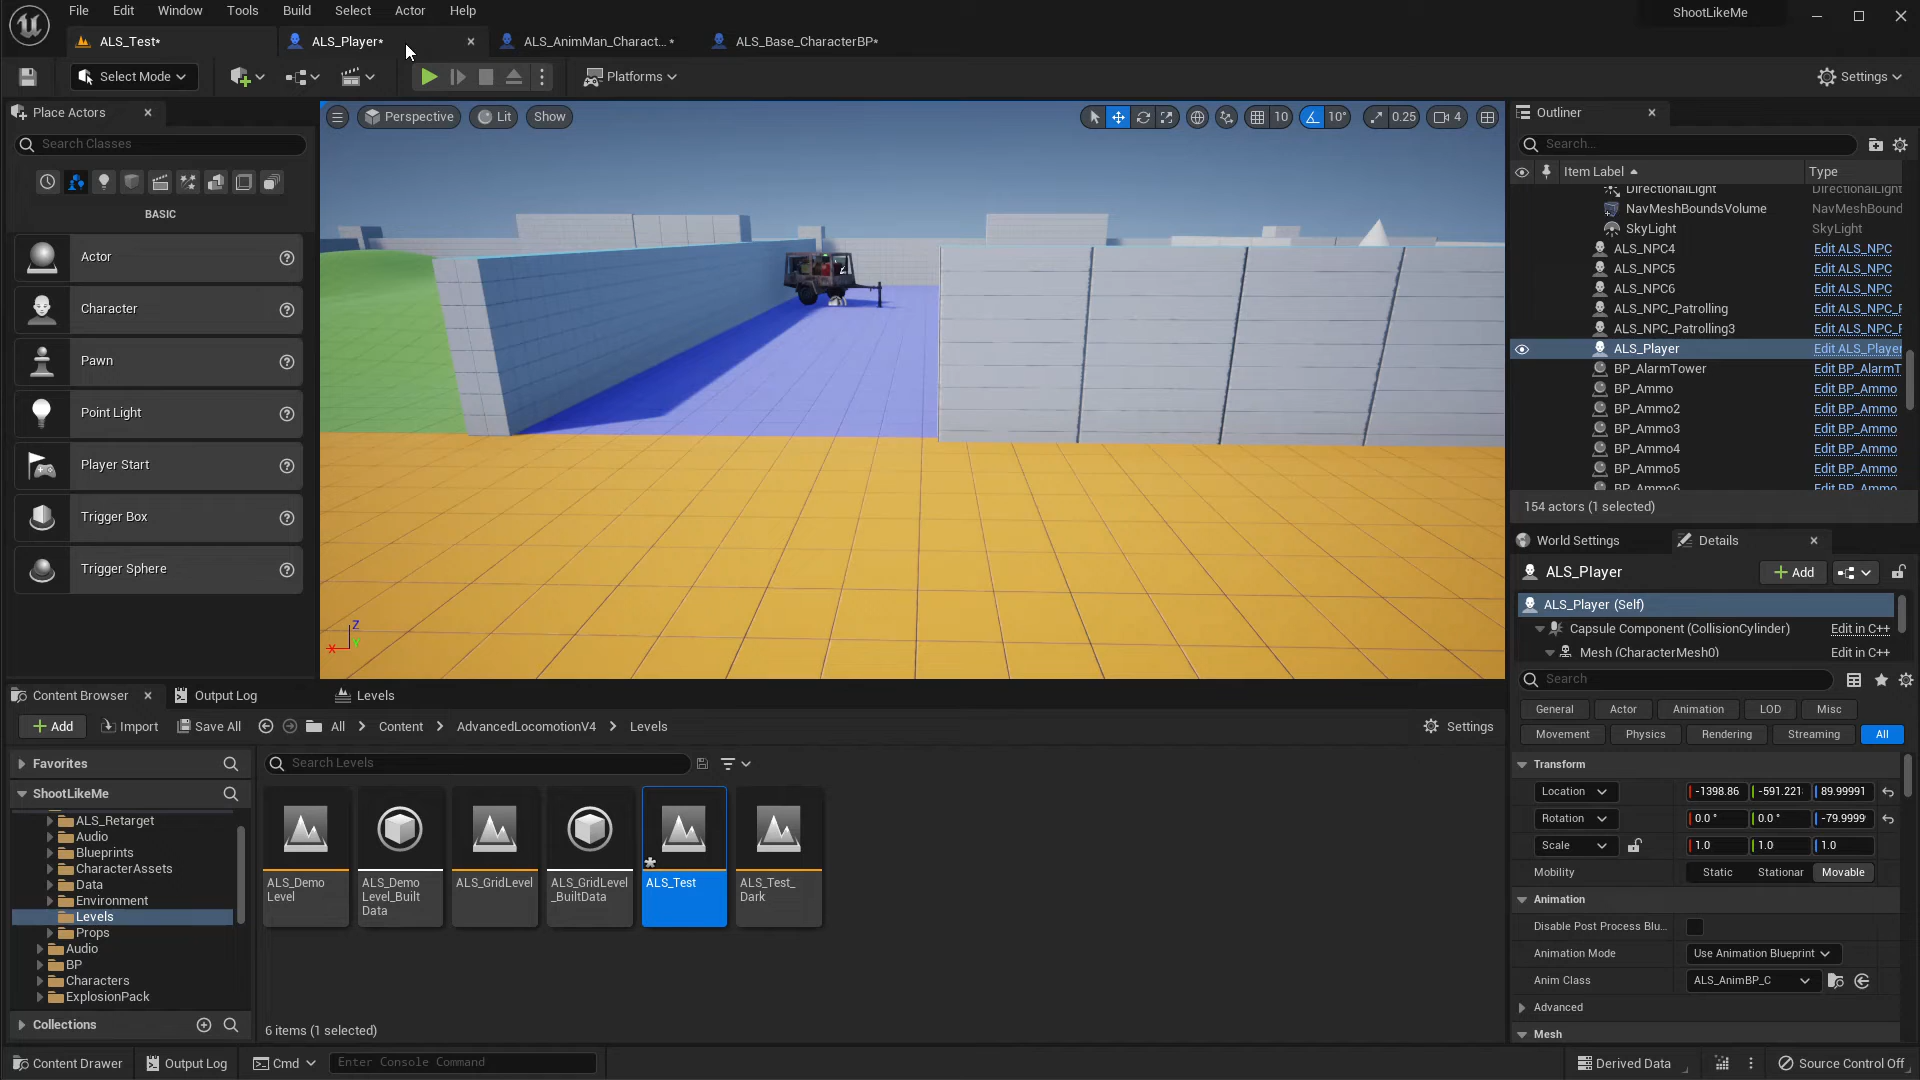 File Edit Window Tools Build Select Actor Help
ShootLikeMe
ALS_Test*
ALS_Player*
ALS_AnimMan_Charact...*
ALS_Base_CharacterBP*
Select Mode
Platforms
Settings
Place Actors
Search Classes
BASIC
Actor
Character
Pawn
Point Light
Player Start
Trigger Box
Trigger Sphere
Perspective
Lit
Show
10
10°
0.25
4
Z
X
Outliner
Search...
Item Label
Type
DirectionalLight DirectionalLight
NavMeshBoundsVolume NavMeshBound
SkyLight SkyLight
ALS_NPC4 Edit ALS_NPC
ALS_NPC5 Edit ALS_NPC
ALS_NPC6 Edit ALS_NPC
ALS_NPC_Patrolling Edit ALS_NPC_F
ALS_NPC_Patrolling3 Edit ALS_NPC_F
ALS_Player Edit ALS_Player
BP_AlarmTower Edit BP_AlarmT
BP_Ammo Edit BP_Ammo
BP_Ammo2 Edit BP_Ammo
BP_Ammo3 Edit BP_Ammo
BP_Ammo4 Edit BP_Ammo
BP_Ammo5 Edit BP_Ammo
BP_Ammo6 Edit BP_Ammo
154 actors (1 selected)
World Settings
Details
ALS_Player
Add
ALS_Player (Self)
Capsule Component (CollisionCylinder) Edit in C++
Mesh (CharacterMesh0) Edit in C++
Search
General Actor Animation LOD Misc
Movement Physics Rendering Streaming All
Transform
Location -1398.86 -591.221 89.99991
Rotation 0.0 ° 0.0 ° -79.9999
Scale 1.0 1.0 1.0
Mobility Static Stationar Movable
Animation
Disable Post Process Blu...
Animation Mode Use Animation Blueprint
Anim Class ALS_AnimBP_C
Advanced
Mesh
Content Browser
Output Log
Levels
Add
Import
Save All
All
Content
AdvancedLocomotionV4
Levels
Settings
Favorites
ShootLikeMe
ALS_Retarget
Audio
Blueprints
CharacterAssets
Data
Environment
Levels
Props
Audio
BP
Characters
ExplosionPack
Collections
Search Levels
ALS_Demo
Level
ALS_Demo
Level_Built
Data
ALS_GridLevel
ALS_GridLevel
_BuiltData
ALS_Test
ALS_Test_
Dark
6 items (1 selected)
Content Drawer
Output Log
Cmd
Enter Console Command
Derived Data
Source Control Off